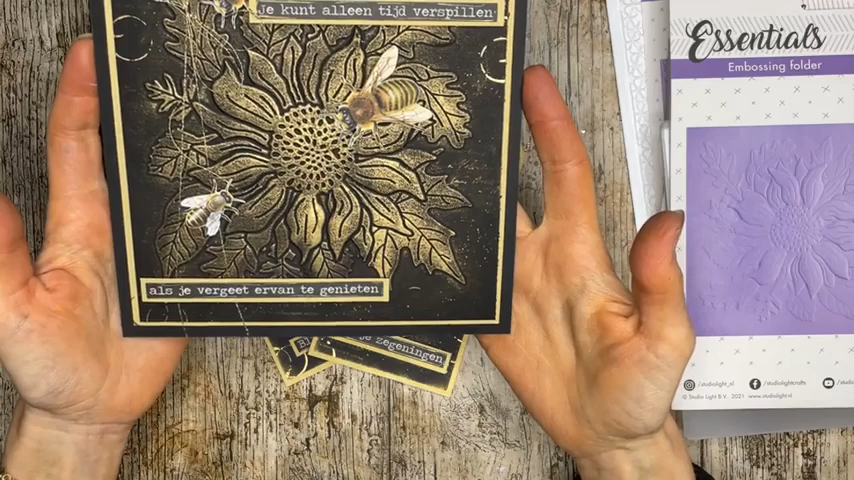 je kunt alleen tijd verspillen
Essentials
Embossing folder
als je vergeet ervan te genieten
je zegeningen
/studiolight_nl
/studiolightcrafts
© Studio Light B.V. 2021 www.studiolight.nl